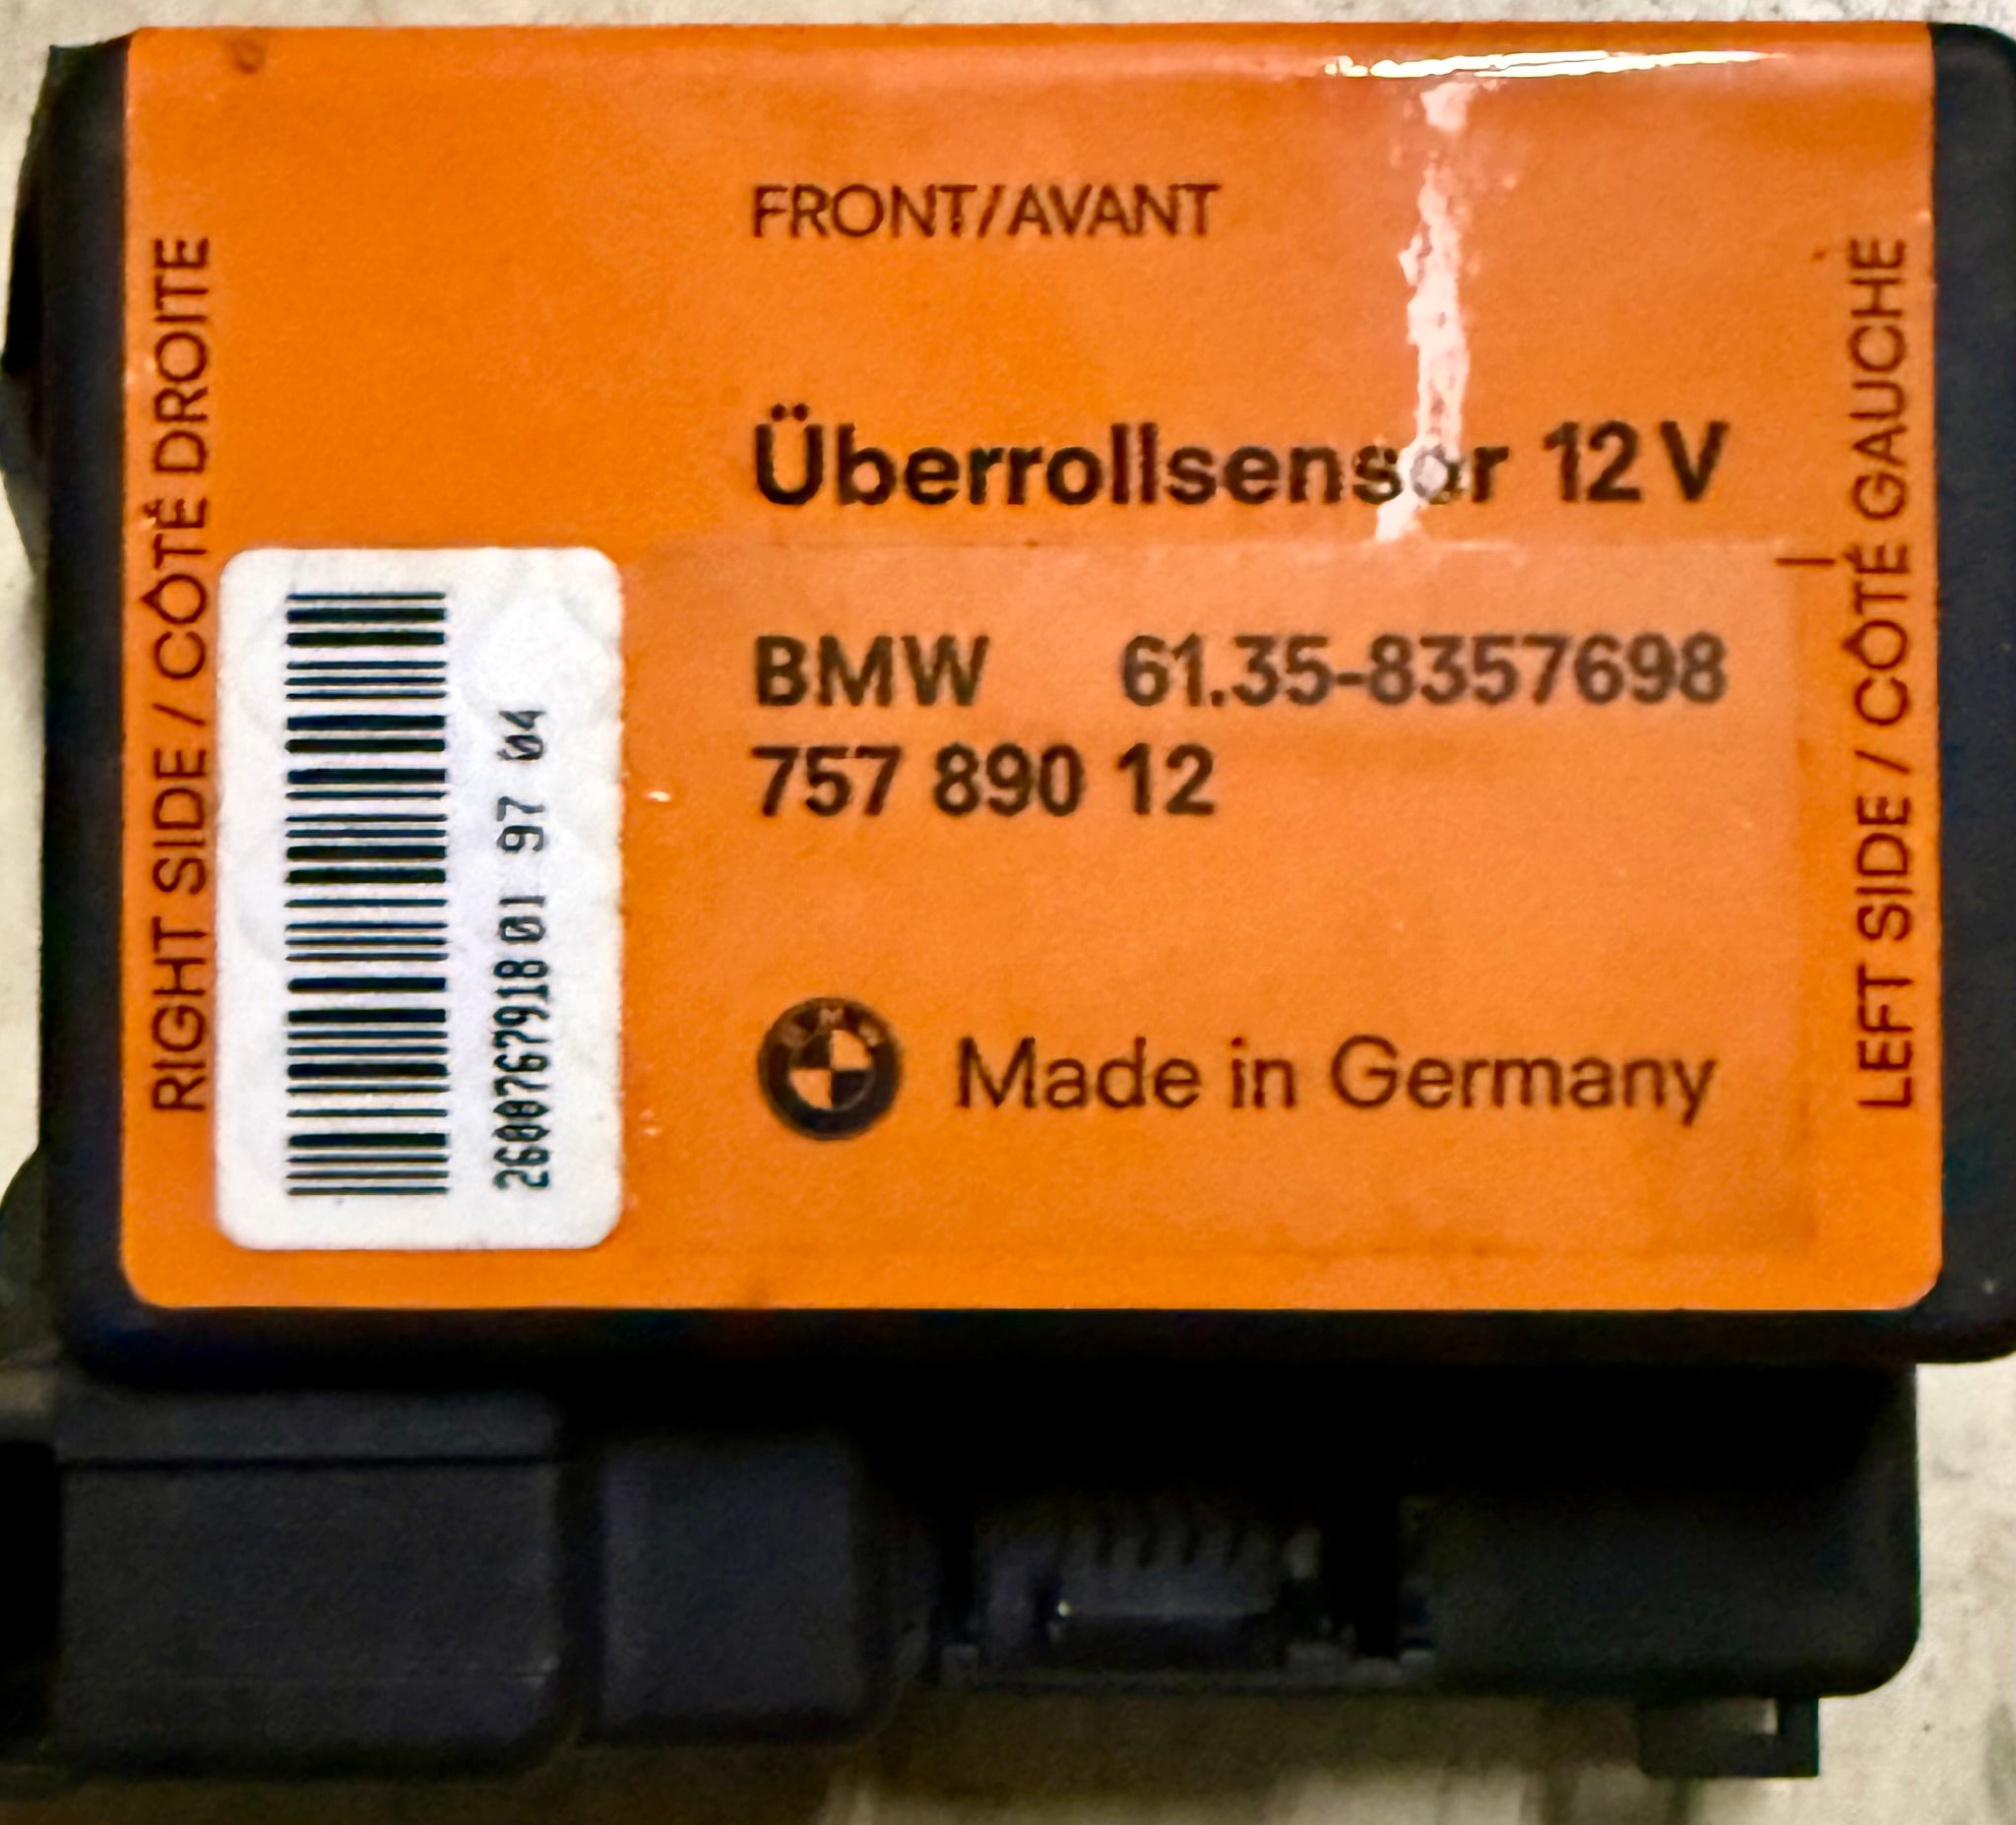 FRONT/AVANT
RIGHT SIDE / CÔTÉ DROITE
LEFT SIDE / CÔTÉ GAUCHE
Überrollsensor 12 V
BMW 61.35-8357698
757 890 12
2600767918 01 97 04
BMW
Made in Germany